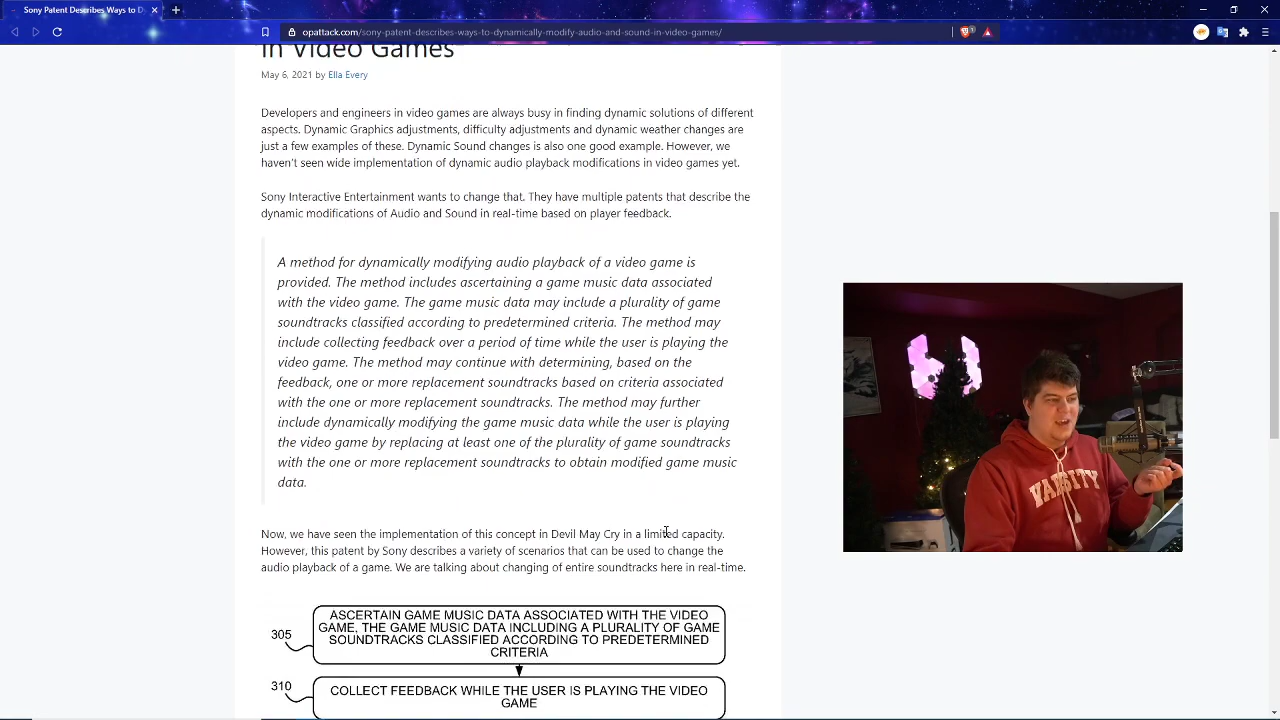 Sony Patent Describes Ways to D
opattack.com/sony-patent-describes-ways-to-dynamically-modify-audio-and-sound-in-video-games/
in Video Games
May 6, 2021 by Ella Every
Developers and engineers in video games are always busy in finding dynamic solutions of different
aspects. Dynamic Graphics adjustments, difficulty adjustments and dynamic weather changes are
just a few examples of these. Dynamic Sound changes is also one good example. However, we
haven't seen wide implementation of dynamic audio playback modifications in video games yet.
Sony Interactive Entertainment wants to change that. They have multiple patents that describe the
dynamic modifications of Audio and Sound in real-time based on player feedback.
A method for dynamically modifying audio playback of a video game is
provided. The method includes ascertaining a game music data associated
with the video game. The game music data may include a plurality of game
soundtracks classified according to predetermined criteria. The method may
include collecting feedback over a period of time while the user is playing the
video game. The method may continue with determining, based on the
feedback, one or more replacement soundtracks based on criteria associated
with the one or more replacement soundtracks. The method may further
include dynamically modifying the game music data while the user is playing
the video game by replacing at least one of the plurality of game soundtracks
with the one or more replacement soundtracks to obtain modified game music
data.
VARSITY
Now, we have seen the implementation of this concept in Devil May Cry in a limited capacity.
However, this patent by Sony describes a variety of scenarios that can be used to change the
audio playback of a game. We are talking about changing of entire soundtracks here in real-time.
305
ASCERTAIN GAME MUSIC DATA ASSOCIATED WITH THE VIDEO
GAME, THE GAME MUSIC DATA INCLUDING A PLURALITY OF GAME
SOUNDTRACKS CLASSIFIED ACCORDING TO PREDETERMINED
CRITERIA
310
COLLECT FEEDBACK WHILE THE USER IS PLAYING THE VIDEO
GAME